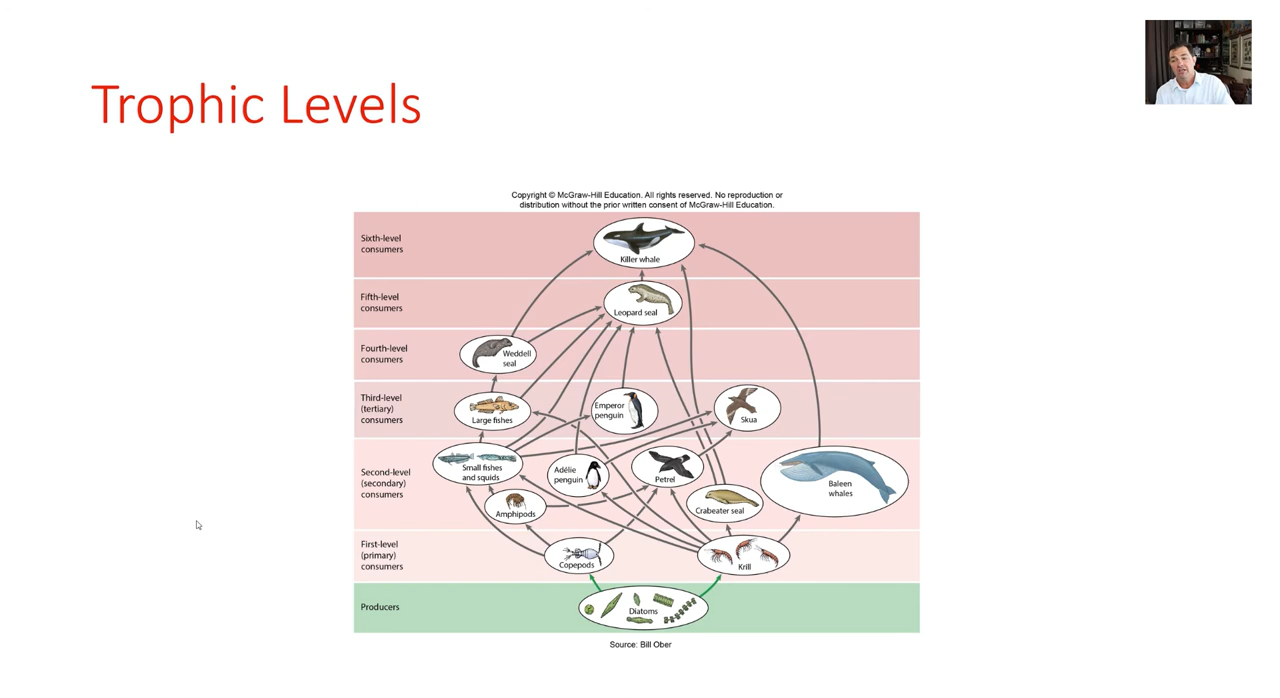 Trophic Levels
Copyright © McGraw-Hill Education. All rights reserved. No reproduction or
distribution without the prior written consent of McGraw-Hill Education.
Sixth-level
consumers
Killer whale
Fifth-level
consumers
Leopard seal
Fourth-level
consumers
Weddell
seal
Third-level
(tertiary)
consumers
Large fishes
Emperor
penguin
Skua
Second-level
(secondary)
consumers
Small fishes
and squids
Adélie
penguin
Petrel
Baleen
whales
Amphipods
Crabeater seal
First-level
(primary)
consumers
Copepods
Krill
Producers
Diatoms
Source: Bill Ober